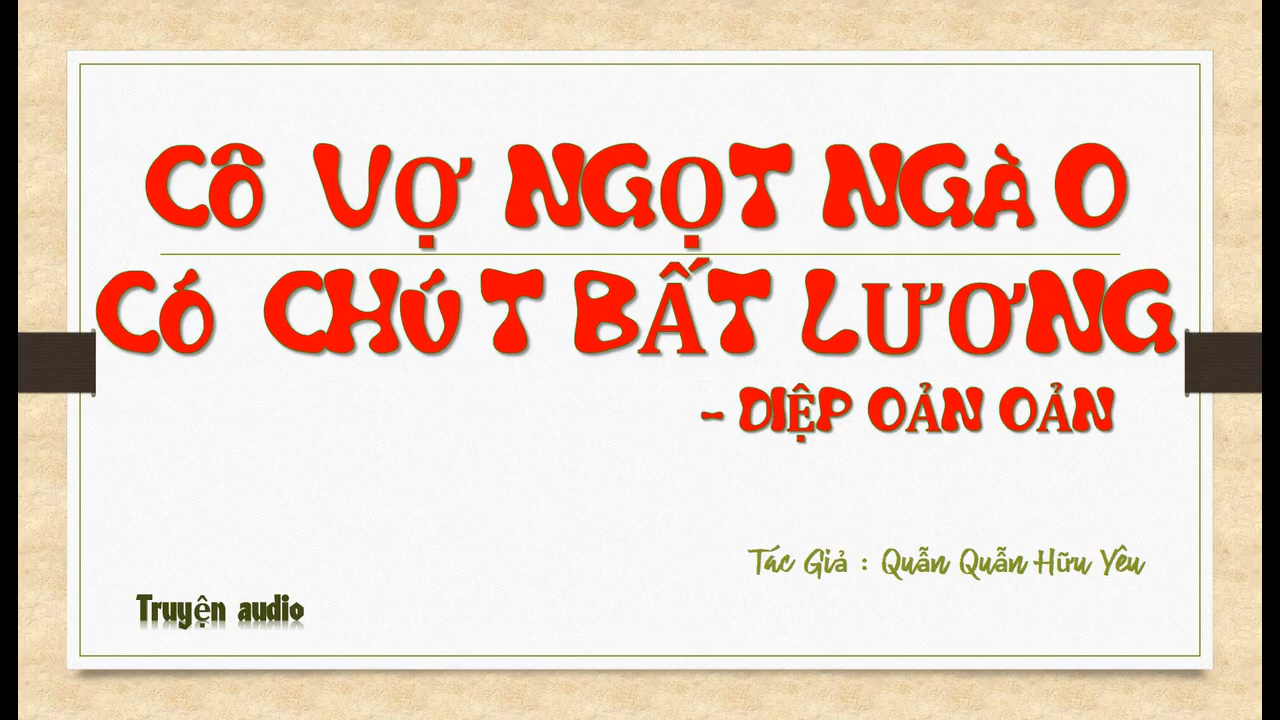 CÔ VỢ NGỌT NGÀO
CÓ CHÚT BẤT LƯƠNG
- DIỆP OẢN OẢN
Tác Giả : Quẫn Quẫn Hữu Yêu
Truyện audio